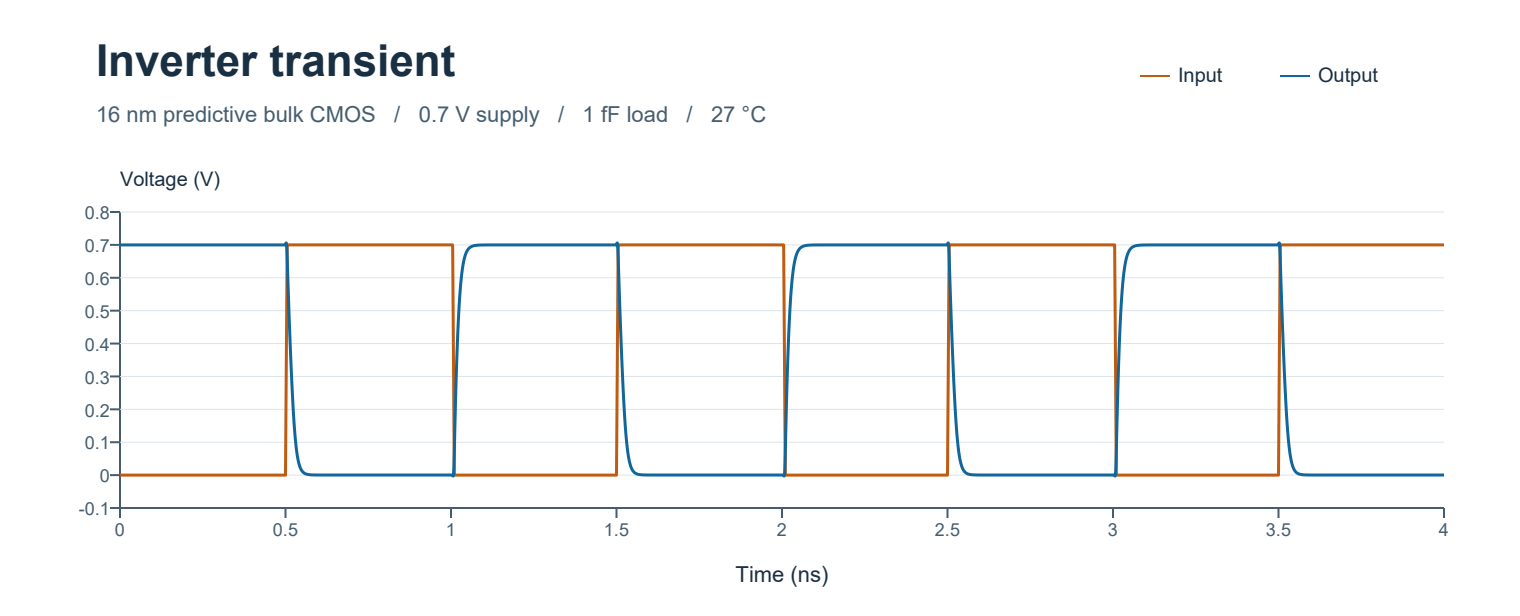 Inverter transient
Input Output
16 nm predictive bulk CMOS / 0.7 V supply / 1 fF load / 27 °C
Voltage (V)
0.8
0.7
0.6
0.5
0.4
0.3
0.2
0.1
0
-0.1
0 0.5 1 1.5 2 2.5 3 3.5 4
Time (ns)